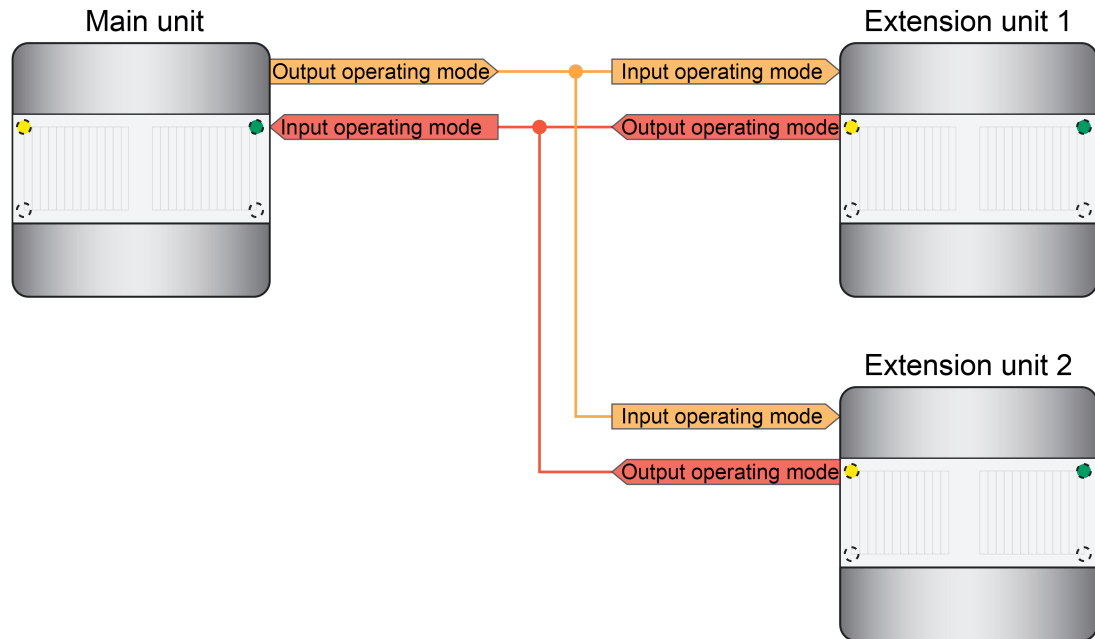 Main unit
Extension unit 1
Output operating mode
Input operating mode
Input operating mode
Output operating mode
Extension unit 2
Input operating mode
Output operating mode